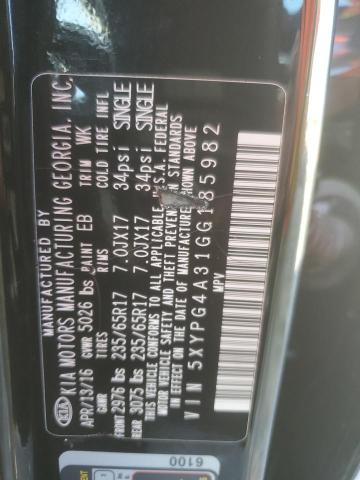 MANUFACTURED BY
KIA KIA MOTORS MANUFACTURING GEORGIA, INC.
APR/13/16 GVWR 5026 lbs PAINT EB TRIM WK
GAWR TIRES RIMS COLD TIRE INFL
FRONT 2976 lbs 235/65R17 7.0JX17 34psi SINGLE
REAR 3075 lbs 235/65R17 7.0JX17 34psi SINGLE
THIS VEHICLE CONFORMS TO ALL APPLICABLE U.S.A. FEDERAL
MOTOR VEHICLE SAFETY AND THEFT PREVENTION STANDARDS
IN EFFECT ON THE DATE OF MANUFACTURE SHOWN ABOVE
VIN 5XYPG4A31GG185982
MPV
6100